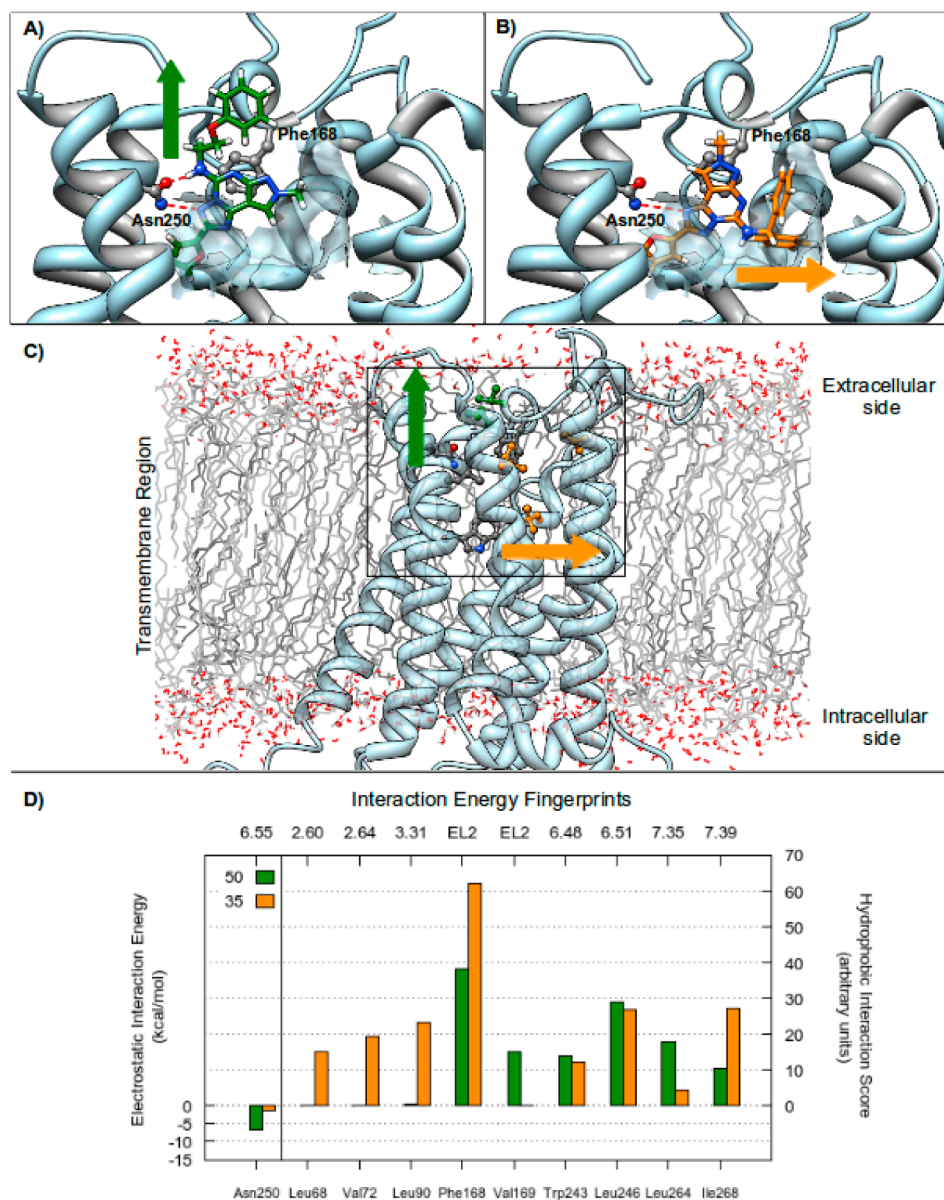 A)
Phe168
Asn250
B)
Phe168
Asn250
C)
Extracellular
side
Transmembrane Region
Intracellular
side
D)
Interaction Energy Fingerprints
6.55 2.60 2.64 3.31 EL2 EL2 6.48 6.51 7.35 7.39
50
35
Electrostatic Interaction Energy
(kcal/mol)
0
-5
-10
-15
70
60
50
40
30
20
10
0
Hydrophobic Interaction Score
(arbitrary units)
Asn250 Leu68 Val72 Leu90 Phe168 Val169 Trp243 Leu246 Leu264 Ile268